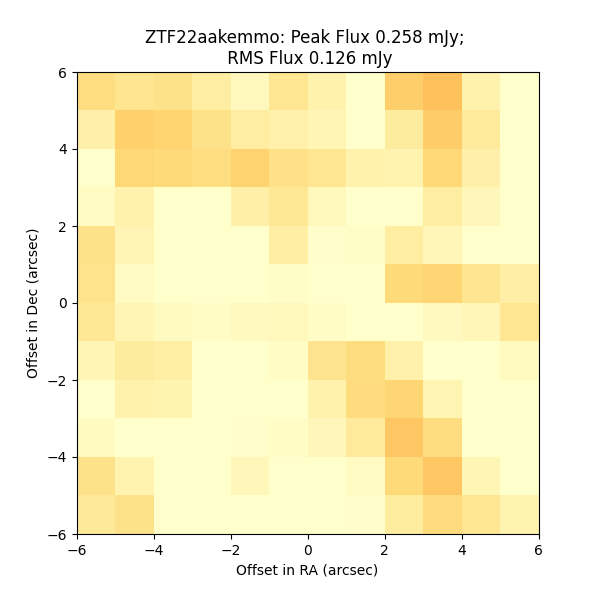 ZTF22aakemmo: Peak Flux 0.258 mJy;
RMS Flux 0.126 mJy
6
4
2
0
−2
−4
−6
Offset in Dec (arcsec)
−6 −4 −2 0 2 4 6
Offset in RA (arcsec)